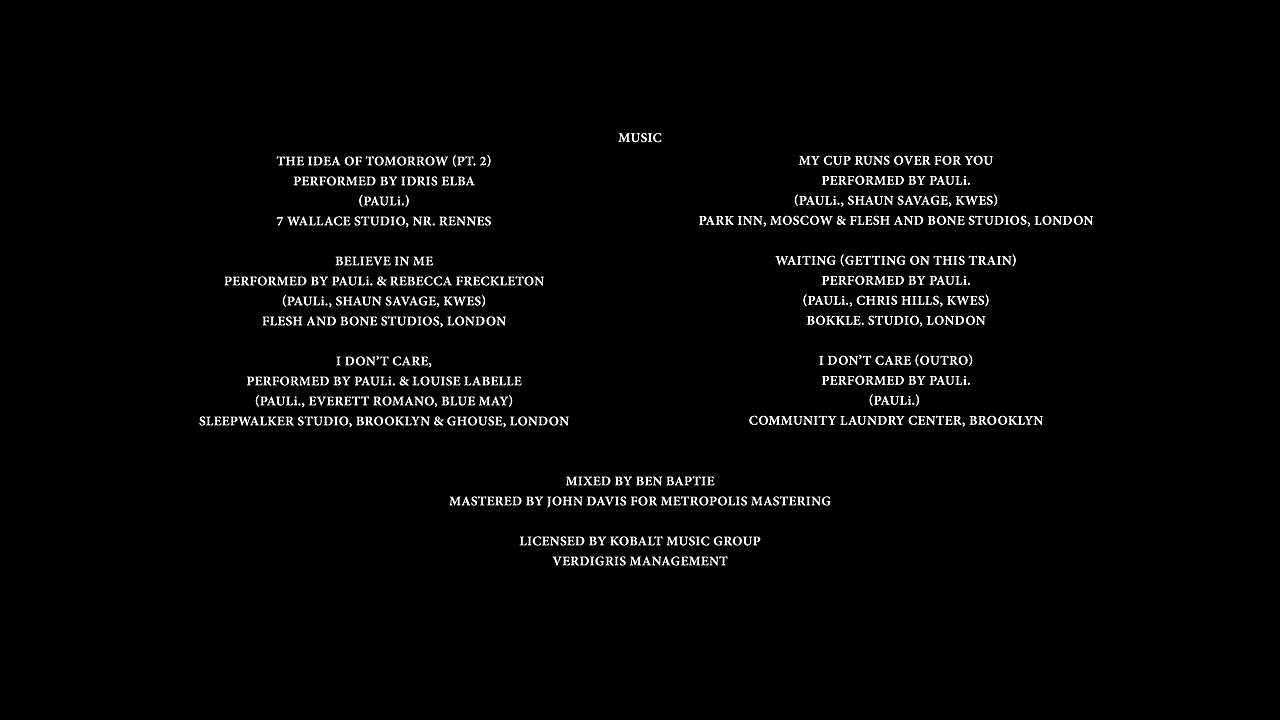 MUSIC
THE IDEA OF TOMORROW (PT. 2)
PERFORMED BY IDRIS ELBA
(PAULi.)
7 WALLACE STUDIO, NR. RENNES
BELIEVE IN ME
PERFORMED BY PAULi. & REBECCA FRECKLETON
(PAULi., SHAUN SAVAGE, KWES)
FLESH AND BONE STUDIOS, LONDON
I DON'T CARE,
PERFORMED BY PAULi. & LOUISE LABELLE
(PAULi., EVERETT ROMANO, BLUE MAY)
SLEEPWALKER STUDIO, BROOKLYN & GHOUSE, LONDON
MY CUP RUNS OVER FOR YOU
PERFORMED BY PAULi.
(PAULi., SHAUN SAVAGE, KWES)
PARK INN, MOSCOW & FLESH AND BONE STUDIOS, LONDON
WAITING (GETTING ON THIS TRAIN)
PERFORMED BY PAULi.
(PAULi., CHRIS HILLS, KWES)
BOKKLE. STUDIO, LONDON
I DON'T CARE (OUTRO)
PERFORMED BY PAULi.
(PAULi.)
COMMUNITY LAUNDRY CENTER, BROOKLYN
MIXED BY BEN BAPTIE
MASTERED BY JOHN DAVIS FOR METROPOLIS MASTERING
LICENSED BY KOBALT MUSIC GROUP
VERDIGRIS MANAGEMENT